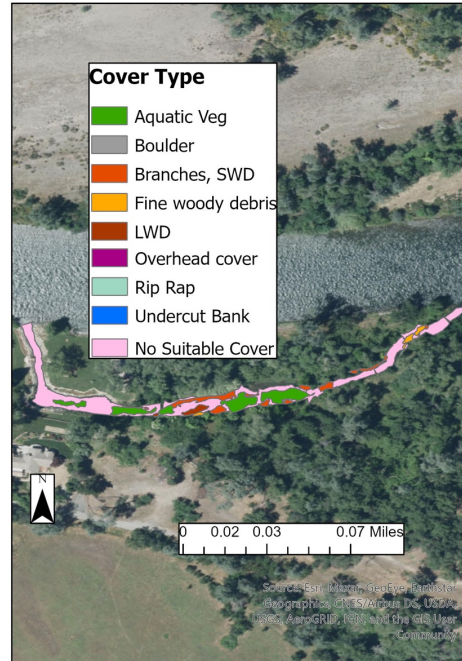 Cover Type
Aquatic Veg
Boulder
Branches, SWD
Fine woody debris
LWD
Overhead cover
Rip Rap
Undercut Bank
No Suitable Cover
N
0 0.02 0.03 0.07 Miles
Source: Esri, Maxar, GeoEye, Earthstar
Geographics, CNES/Airbus DS, USDA,
USGS, AeroGRID, IGN, and the GIS User
Community